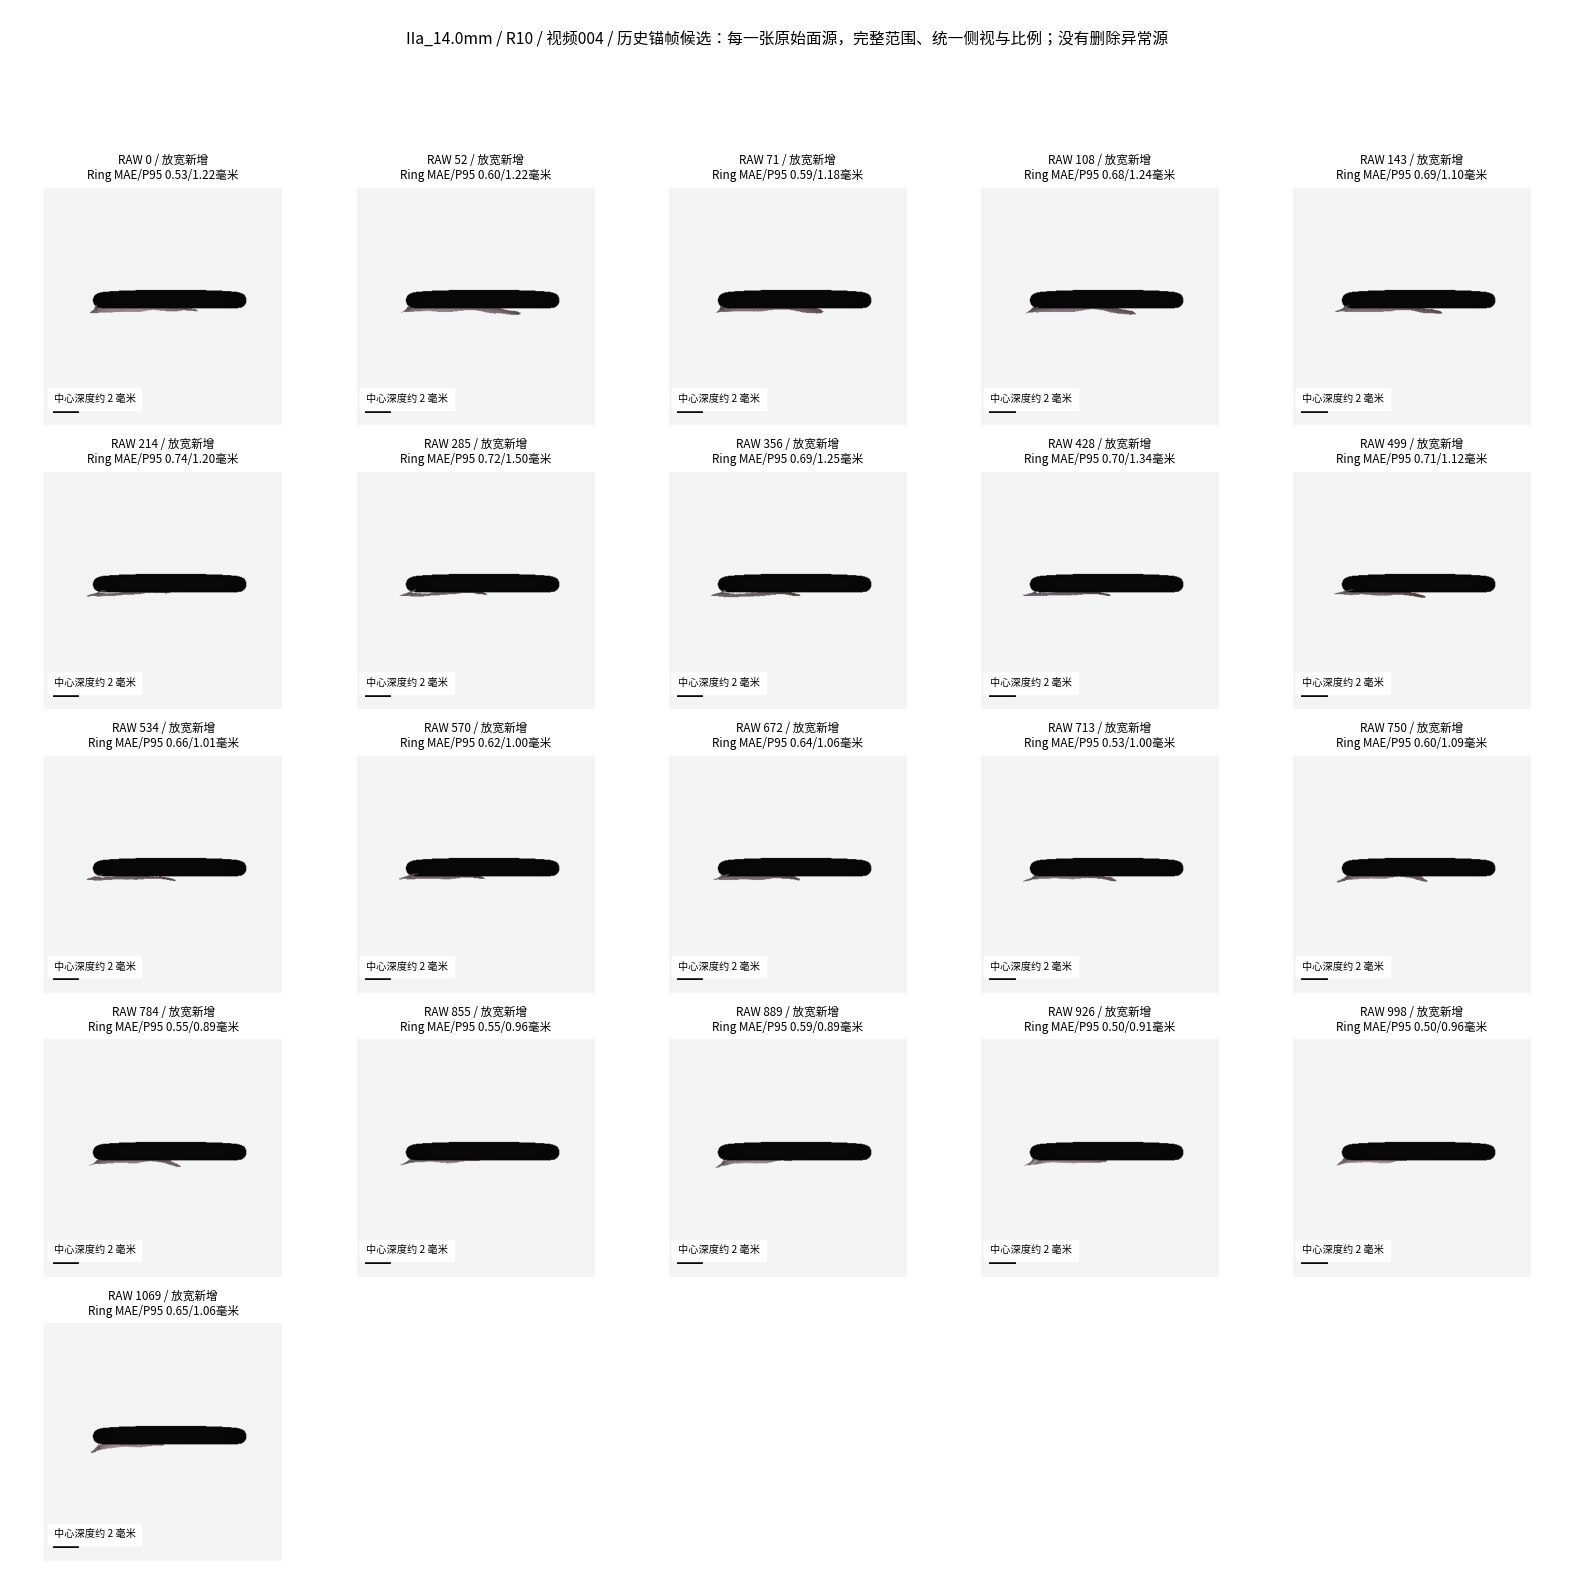 IIa_14.0mm / R10 / 视频004 / 历史锚帧候选：每一张原始面源，完整范围、统一侧视与比例；没有删除异常源
RAW 0 / 放宽新增
Ring MAE/P95 0.53/1.22毫米
中心深度约 2 毫米
RAW 52 / 放宽新增
Ring MAE/P95 0.60/1.22毫米
中心深度约 2 毫米
RAW 71 / 放宽新增
Ring MAE/P95 0.59/1.18毫米
中心深度约 2 毫米
RAW 108 / 放宽新增
Ring MAE/P95 0.68/1.24毫米
中心深度约 2 毫米
RAW 143 / 放宽新增
Ring MAE/P95 0.69/1.10毫米
中心深度约 2 毫米
RAW 214 / 放宽新增
Ring MAE/P95 0.74/1.20毫米
中心深度约 2 毫米
RAW 285 / 放宽新增
Ring MAE/P95 0.72/1.50毫米
中心深度约 2 毫米
RAW 356 / 放宽新增
Ring MAE/P95 0.69/1.25毫米
中心深度约 2 毫米
RAW 428 / 放宽新增
Ring MAE/P95 0.70/1.34毫米
中心深度约 2 毫米
RAW 499 / 放宽新增
Ring MAE/P95 0.71/1.12毫米
中心深度约 2 毫米
RAW 534 / 放宽新增
Ring MAE/P95 0.66/1.01毫米
中心深度约 2 毫米
RAW 570 / 放宽新增
Ring MAE/P95 0.62/1.00毫米
中心深度约 2 毫米
RAW 672 / 放宽新增
Ring MAE/P95 0.64/1.06毫米
中心深度约 2 毫米
RAW 713 / 放宽新增
Ring MAE/P95 0.53/1.00毫米
中心深度约 2 毫米
RAW 750 / 放宽新增
Ring MAE/P95 0.60/1.09毫米
中心深度约 2 毫米
RAW 784 / 放宽新增
Ring MAE/P95 0.55/0.89毫米
中心深度约 2 毫米
RAW 855 / 放宽新增
Ring MAE/P95 0.55/0.96毫米
中心深度约 2 毫米
RAW 889 / 放宽新增
Ring MAE/P95 0.59/0.89毫米
中心深度约 2 毫米
RAW 926 / 放宽新增
Ring MAE/P95 0.50/0.91毫米
中心深度约 2 毫米
RAW 998 / 放宽新增
Ring MAE/P95 0.50/0.96毫米
中心深度约 2 毫米
RAW 1069 / 放宽新增
Ring MAE/P95 0.65/1.06毫米
中心深度约 2 毫米